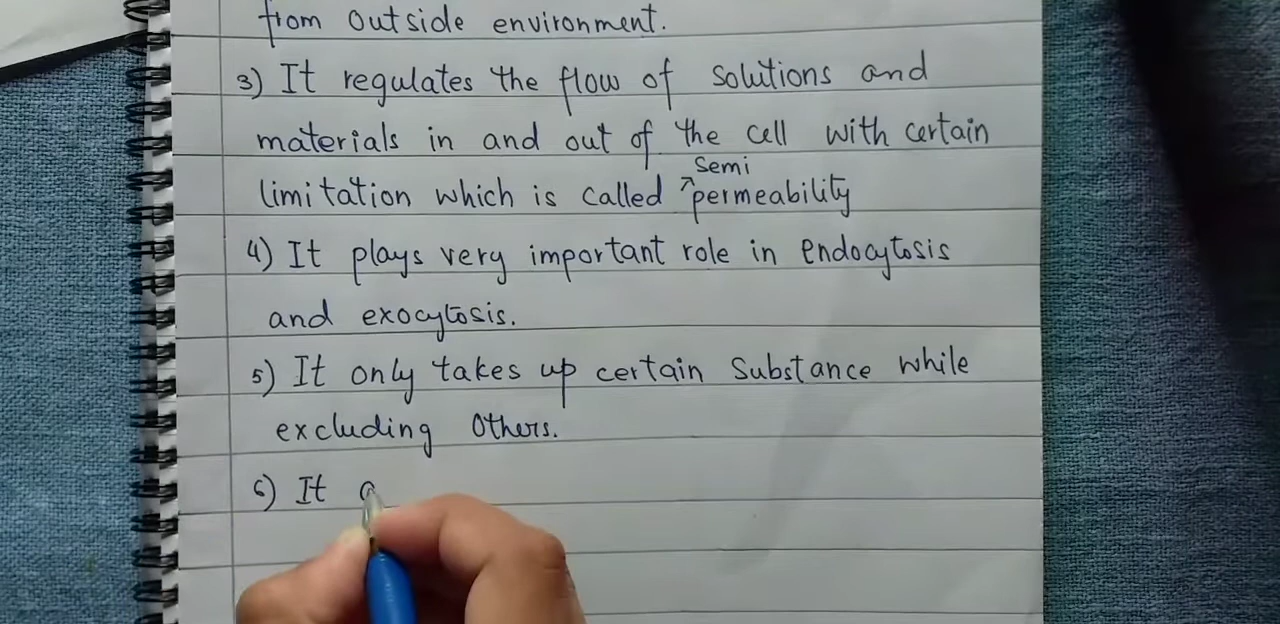 from outside environment.
3) It regulates the flow of solutions and
materials in and out of the cell with certain
semi
limitation which is called permeability
4) It plays very important role in endocytosis
and exocytosis.
5) It only takes up certain substance while
excluding others.
6) It